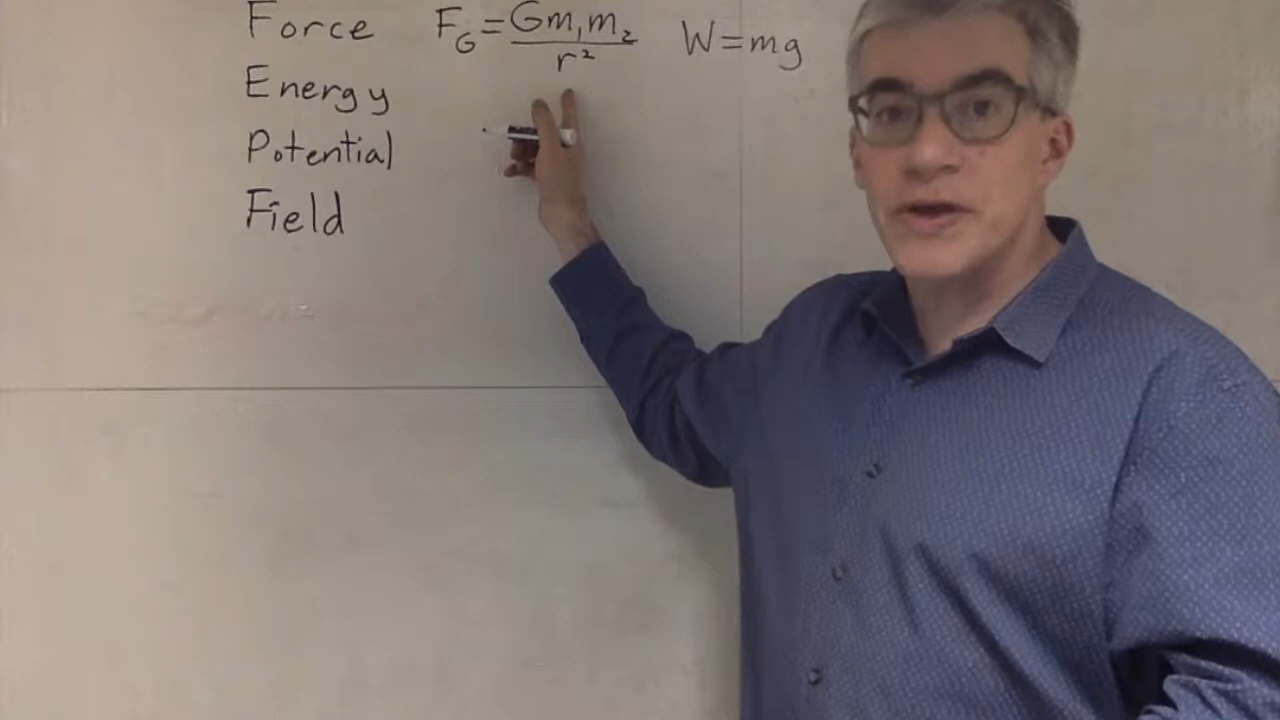 Force F_G = Gm₁m₂/r² W=mg
Energy
Potential
Field